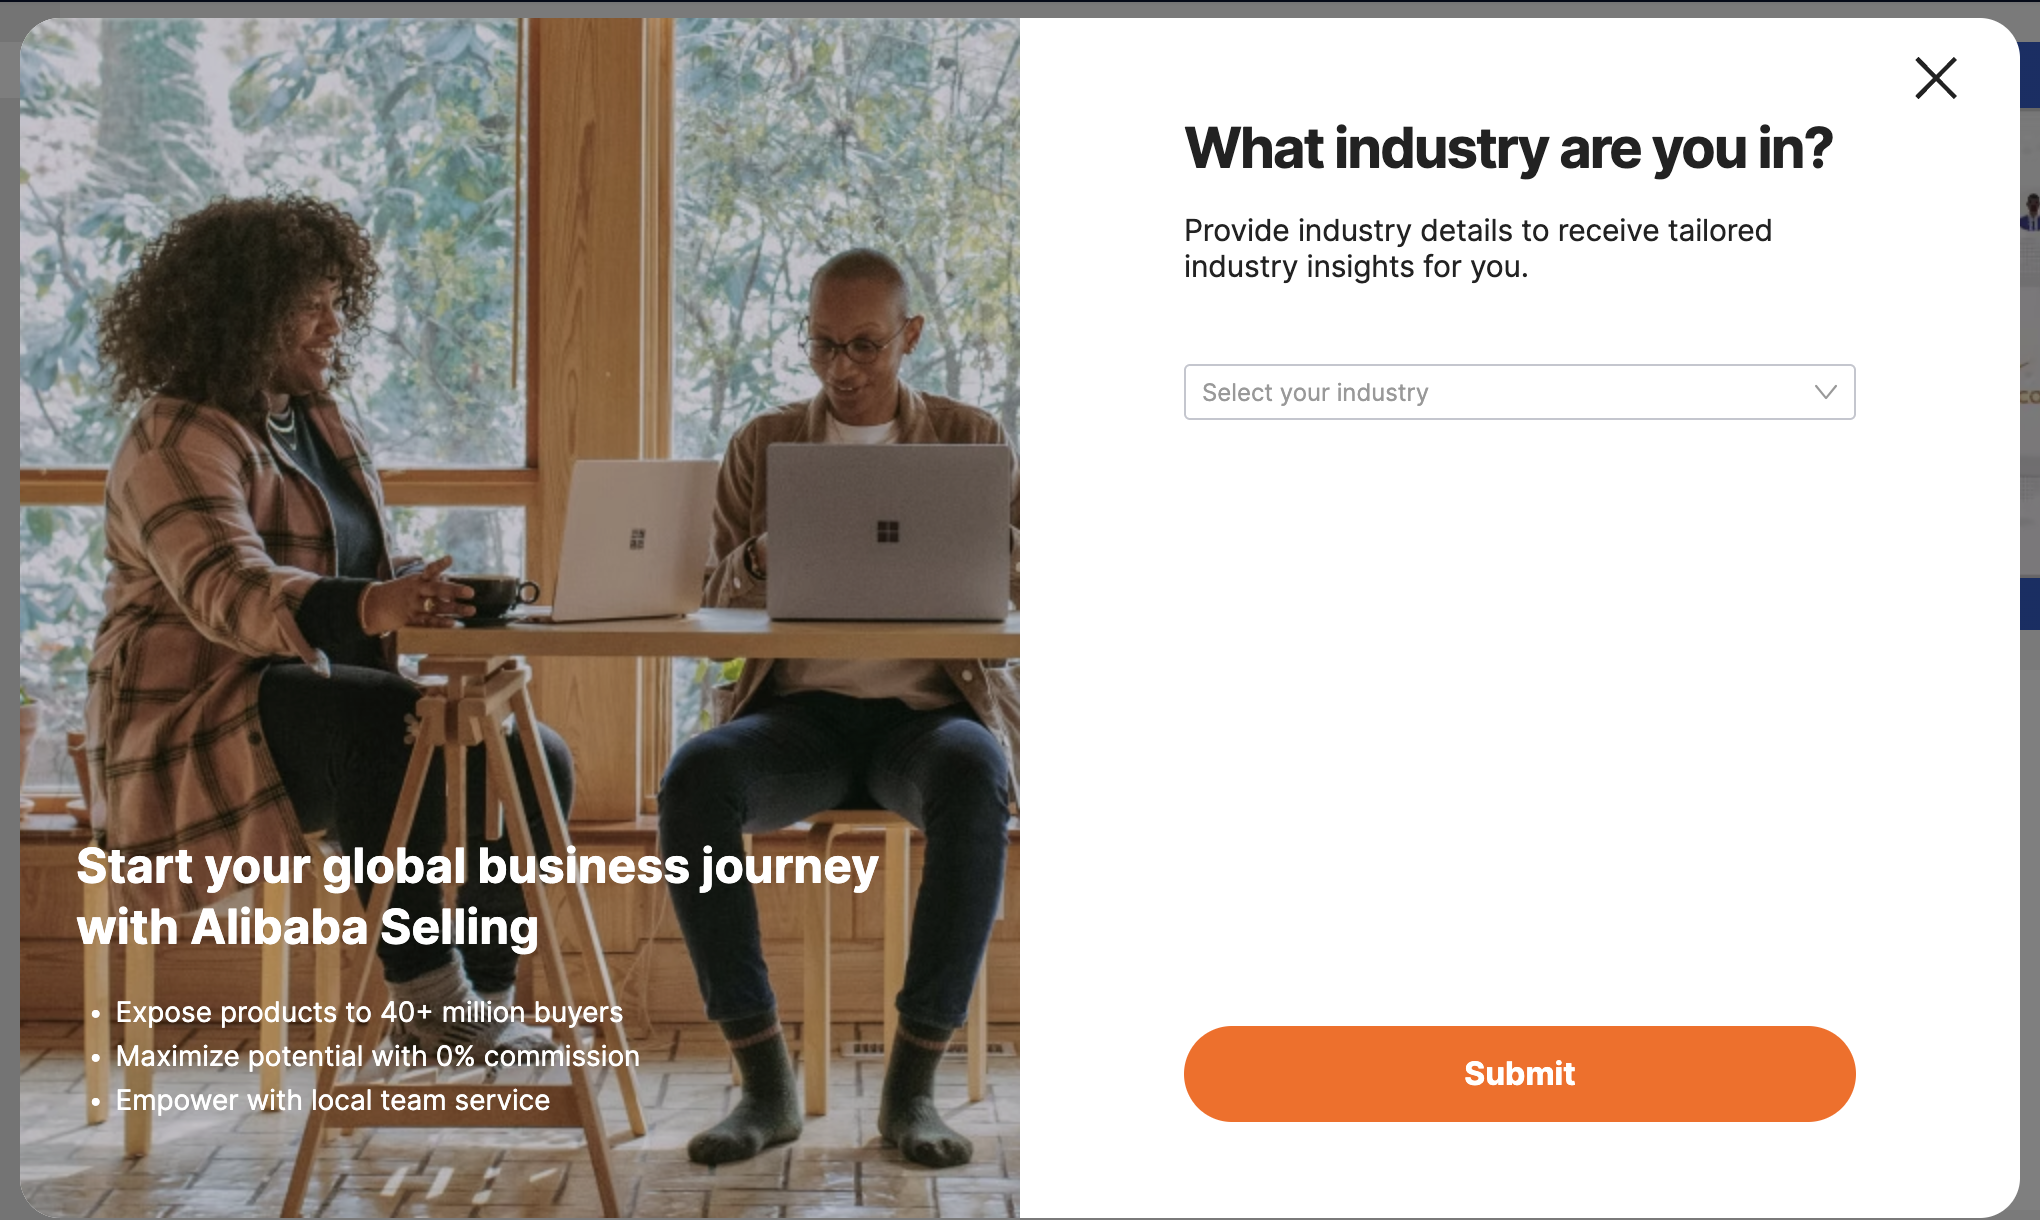 What industry are you in?
Provide industry details to receive tailored
industry insights for you.
Select your industry
Submit
Start your global business journey
with Alibaba Selling
• Expose products to 40+ million buyers
• Maximize potential with 0% commission
• Empower with local team service